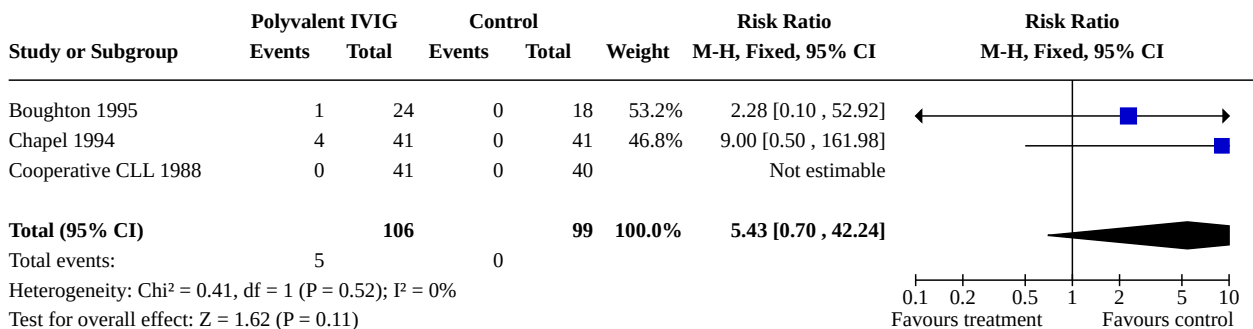 Polyvalent IVIG Control Risk Ratio Risk Ratio
Study or Subgroup Events Total Events Total Weight M-H, Fixed, 95% CI M-H, Fixed, 95% CI
Boughton 1995 1 24 0 18 53.2% 2.28 [0.10 , 52.92]
Chapel 1994 4 41 0 41 46.8% 9.00 [0.50 , 161.98]
Cooperative CLL 1988 0 41 0 40 Not estimable
Total (95% CI) 106 99 100.0% 5.43 [0.70 , 42.24]
Total events: 5 0
Heterogeneity: Chi² = 0.41, df = 1 (P = 0.52); I² = 0%
0.1 0.2 0.5 1 2 5 10
Test for overall effect: Z = 1.62 (P = 0.11) Favours treatment Favours control